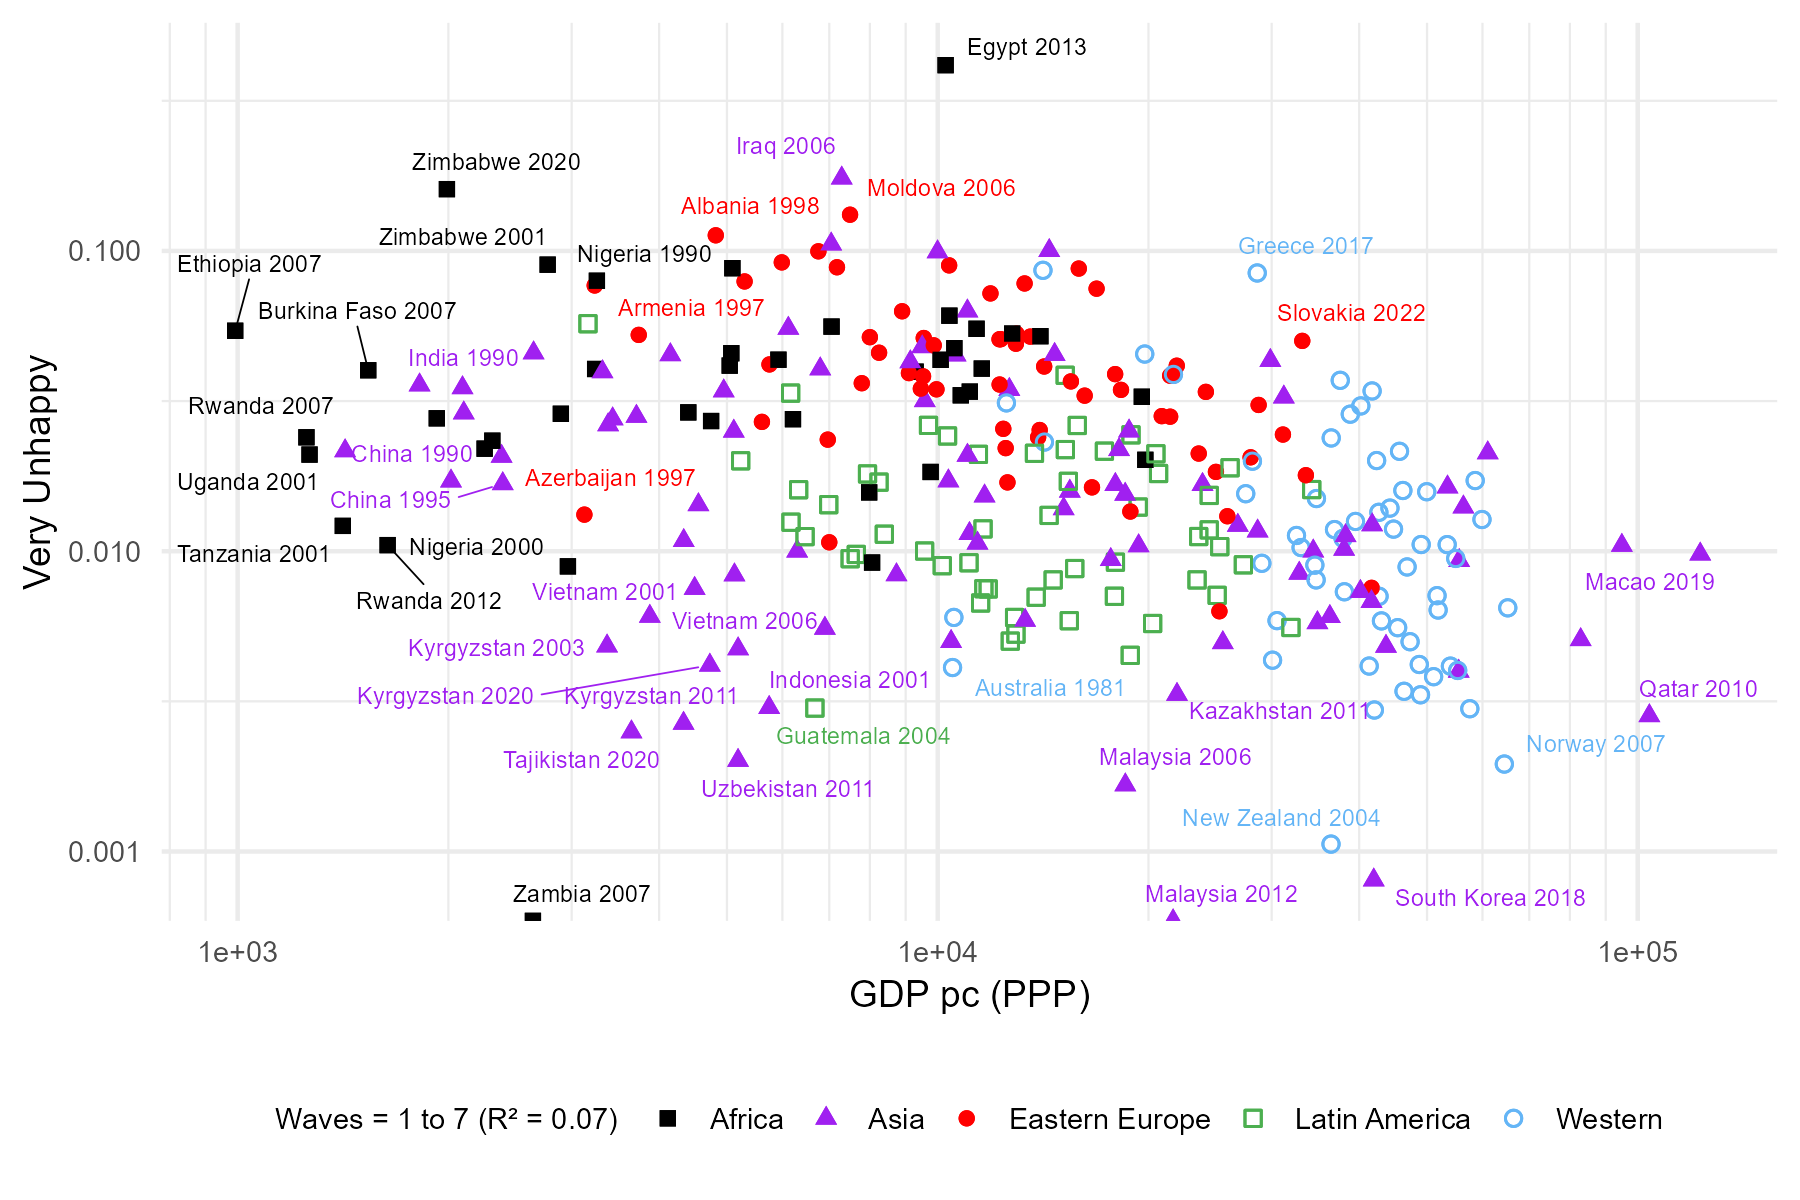 Egypt 2013
Iraq 2006
Zimbabwe 2020
Moldova 2006
Albania 1998
Zimbabwe 2001
Greece 2017
0.100
Nigeria 1990
Ethiopia 2007
Armenia 1997
Burkina Faso 2007
Slovakia 2022
India 1990
Rwanda 2007
China 1990
Azerbaijan 1997
Uganda 2001
China 1995
Very Unhappy
Nigeria 2000
0.010
Tanzania 2001
Macao 2019
Vietnam 2001
Rwanda 2012
Vietnam 2006
Kyrgyzstan 2003
Indonesia 2001
Australia 1981
Qatar 2010
Kyrgyzstan 2020
Kyrgyzstan 2011
Kazakhstan 2011
Guatemala 2004
Norway 2007
Malaysia 2006
Tajikistan 2020
Uzbekistan 2011
New Zealand 2004
0.001
Zambia 2007
Malaysia 2012
South Korea 2018
1e+03
1e+04
1e+05
GDP pc (PPP)
Waves = 1 to 7 (R² = 0.07)
Africa
Asia
Eastern Europe
Latin America
Western